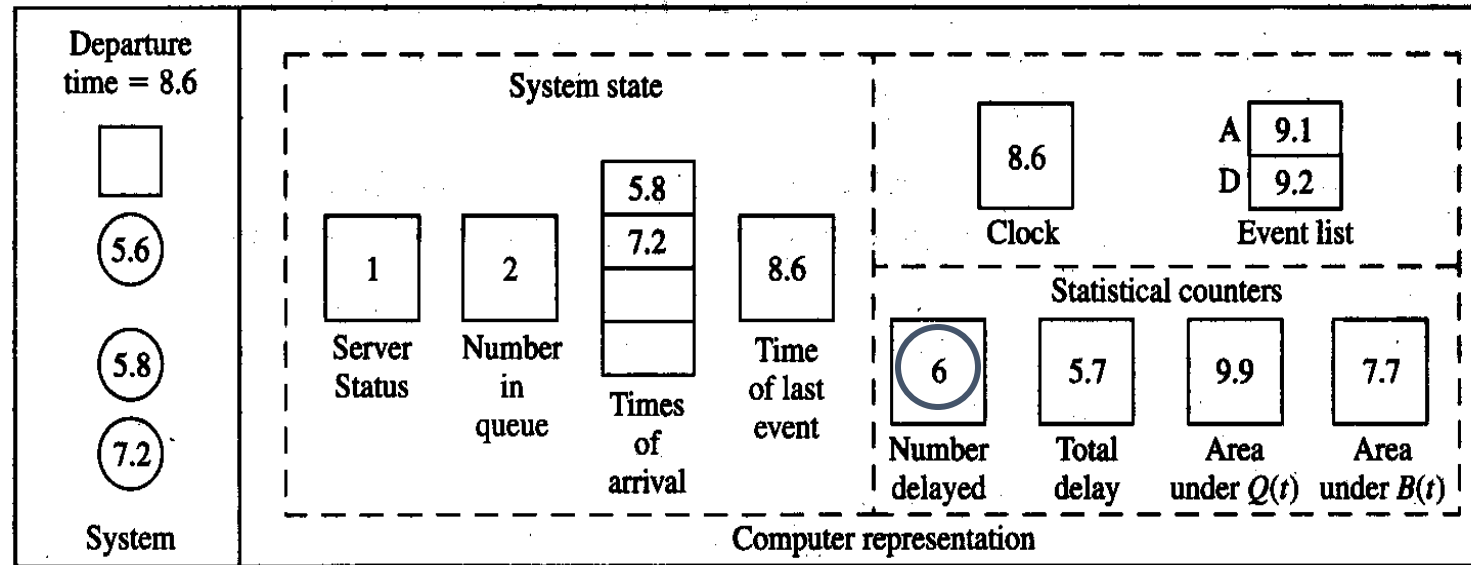 Departure
time = 8.6
5.6
5.8
7.2
System
System state
1
Server
Status
2
Number
in
queue
5.8
7.2
Times
of
arrival
8.6
Time
of last
event
8.6
Clock
A 9.1
D 9.2
Event list
Statistical counters
6
Number
delayed
5.7
Total
delay
9.9
Area
under Q(t)
7.7
Area
under B(t)
Computer representation